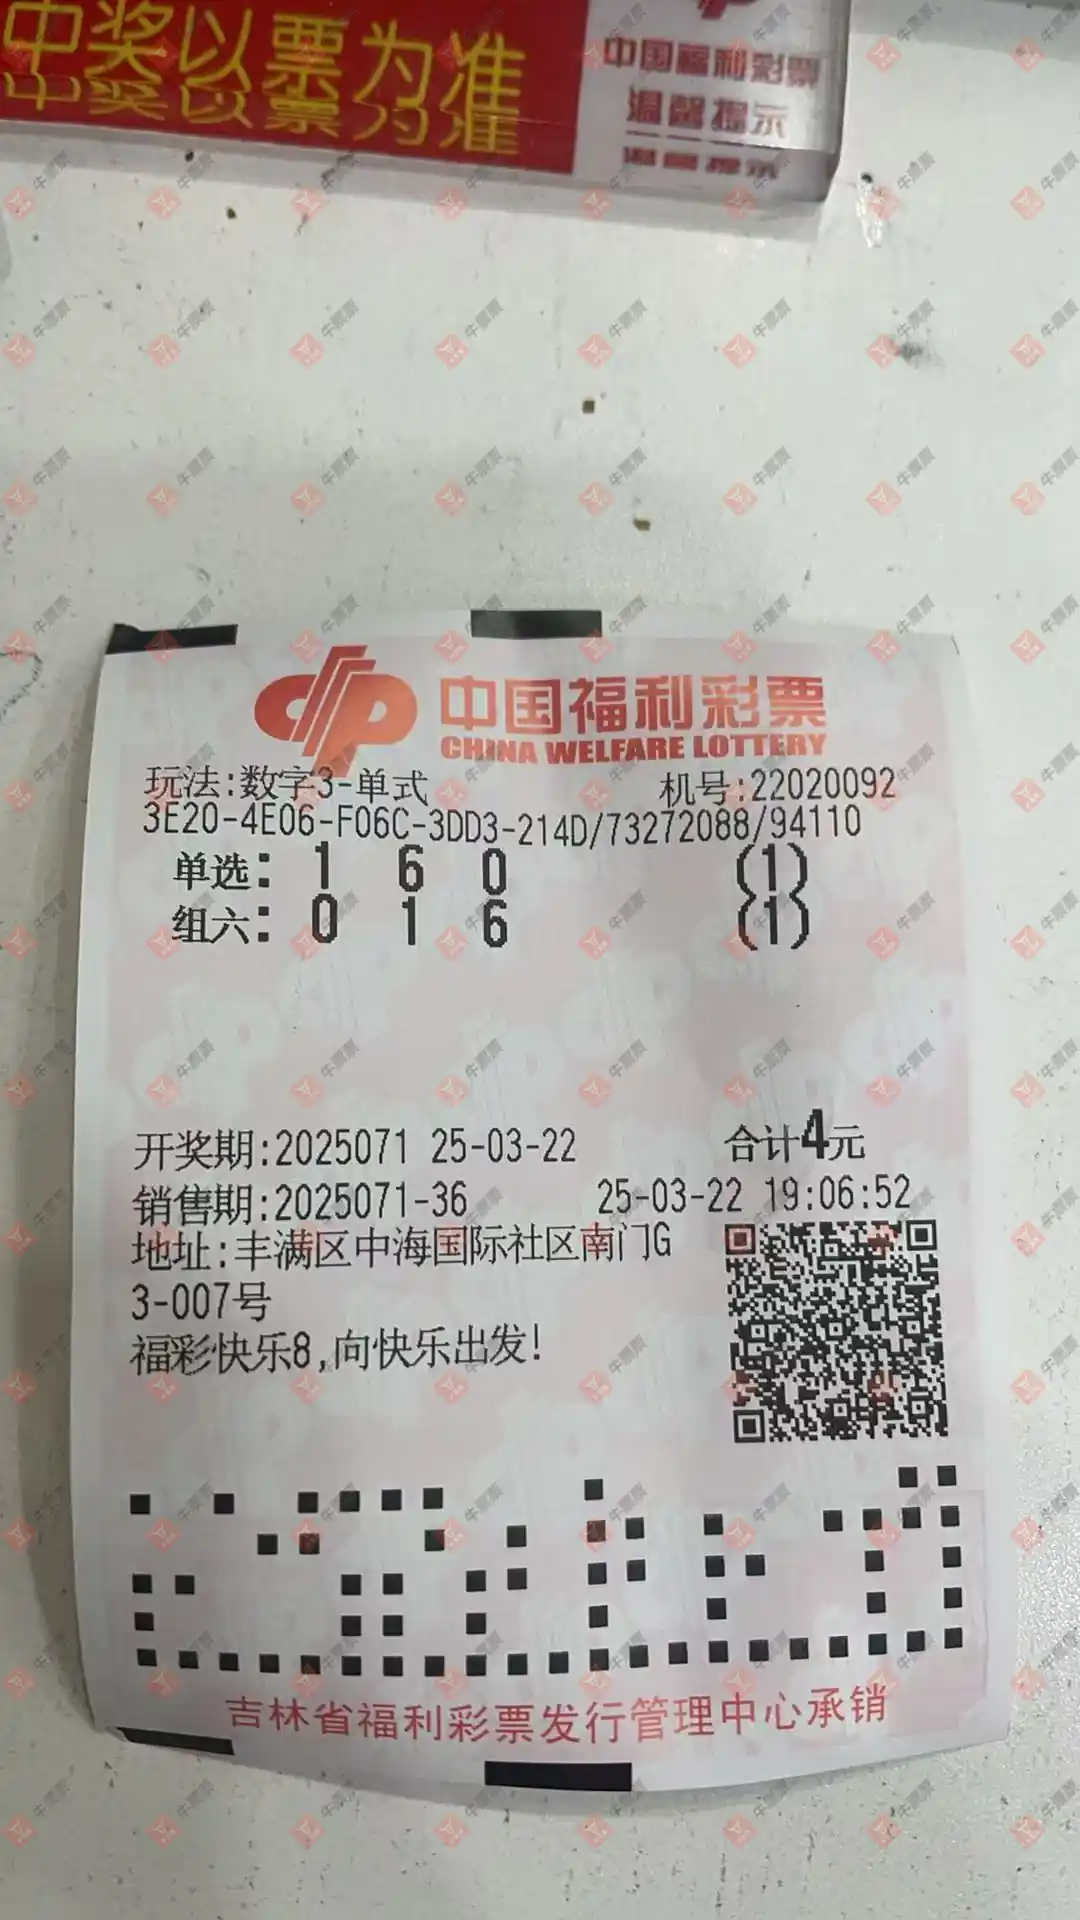 中奖以票为准
中国福利彩票
温馨提示
中国福利彩票
CHINA WELFARE LOTTERY
玩法:数字3-单式 机号:22020092
3E20-4E06-F06C-3DD3-214D/73272088/94110
单选: 1 6 0 (1)
组六: 0 1 6 (1)
开奖期:2025071 25-03-22 合计4元
销售期:2025071-36 25-03-22 19:06:52
地址:丰满区中海国际社区南门G
3-007号
福彩快乐8,向快乐出发!
吉林省福利彩票发行管理中心承销
牛票票